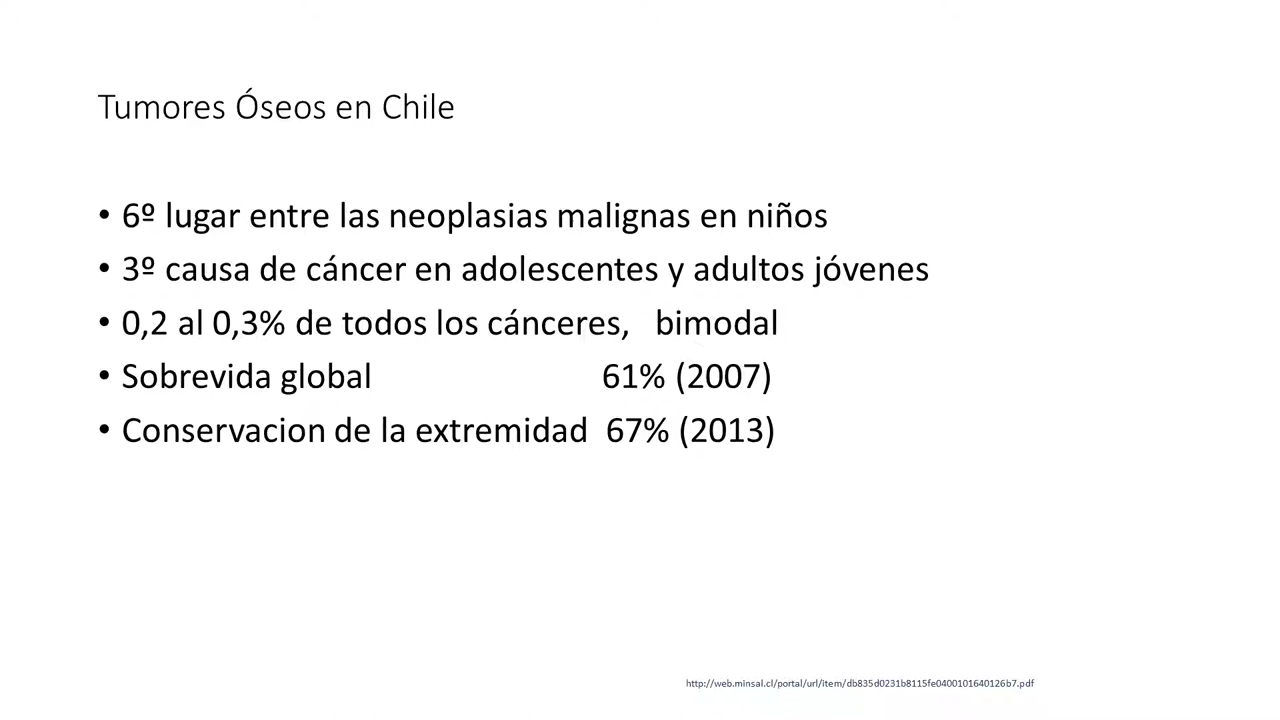 Tumores Óseos en Chile
• 6º lugar entre las neoplasias malignas en niños
• 3º causa de cáncer en adolescentes y adultos jóvenes
• 0,2 al 0,3% de todos los cánceres, bimodal
• Sobrevida global 61% (2007)
• Conservacion de la extremidad 67% (2013)
http://web.minsal.cl/portal/url/item/db835d0231b8115fe0400101640126b7.pdf